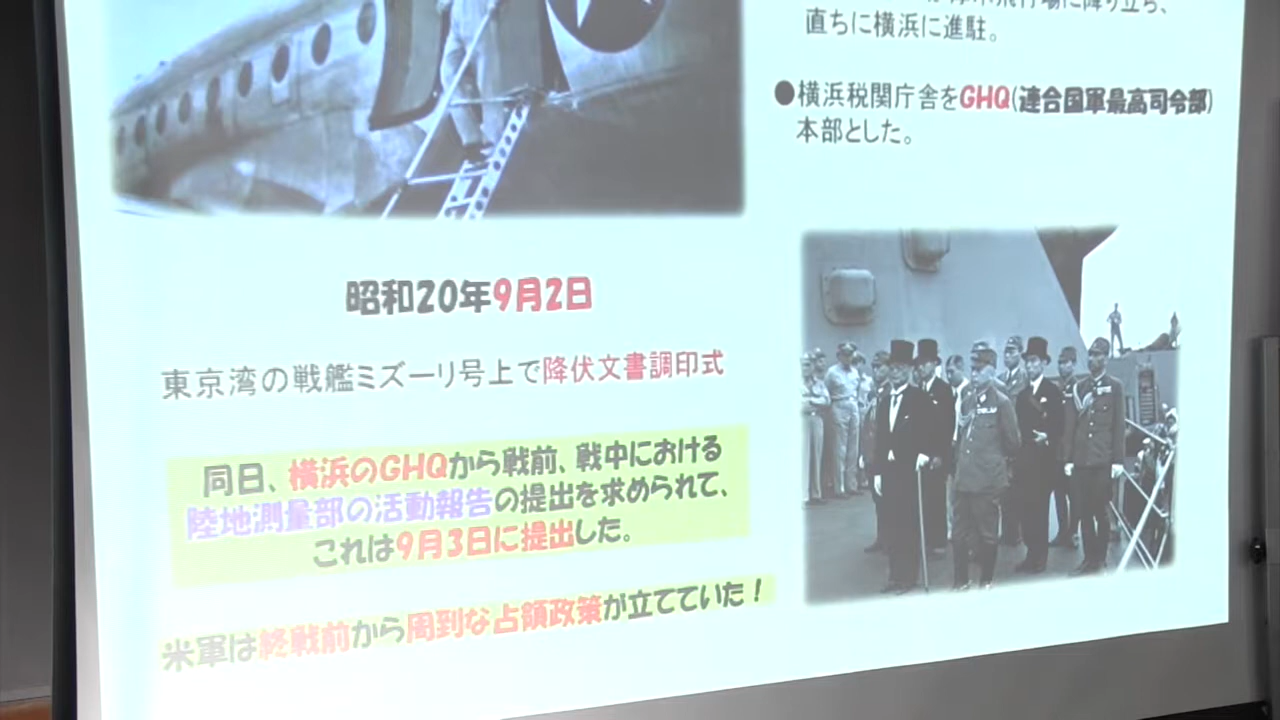 に降り立ち、
直ちに横浜に進駐。
●横浜税関庁舎をGHQ(連合国軍最高司令部)
本部とした。
昭和20年9月2日
東京湾の戦艦ミズーリ号上で降伏文書調印式
同日、横浜のGHQから戦前、戦中における
陸地測量部の活動報告の提出を求められて、
これは9月3日に提出した。
米軍は終戦前から周到な占領政策が立てていた！